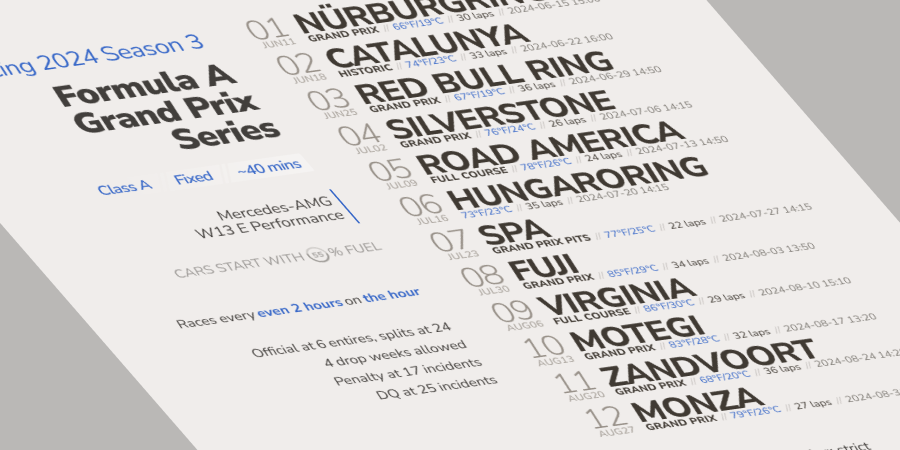 ing 2024 Season 3
Formula A
Grand Prix
Series
Class A Fixed ~40 mins
Mercedes-AMG
W13 E Performance
CARS START WITH 55 % FUEL
Races every even 2 hours on the hour
Official at 6 entires, splits at 24
4 drop weeks allowed
Penalty at 17 incidents
DQ at 25 incidents
01 NÜRBURGRING
JUN11 GRAND PRIX // 66°F/19°C // 30 laps // 2024-06-15 15:00
02 CATALUNYA
JUN18 HISTORIC // 74°F/23°C // 33 laps // 2024-06-22 16:00
03 RED BULL RING
JUN25 GRAND PRIX // 67°F/19°C // 36 laps // 2024-06-29 14:50
04 SILVERSTONE
JUL02 GRAND PRIX // 76°F/24°C // 26 laps // 2024-07-06 14:15
05 ROAD AMERICA
JUL09 FULL COURSE // 78°F/26°C // 24 laps // 2024-07-13 14:50
06 HUNGARORING
JUL16 73°F/23°C // 35 laps // 2024-07-20 14:15
07 SPA
JUL23 GRAND PRIX PITS // 77°F/25°C // 22 laps // 2024-07-27 14:15
08 FUJI
JUL30 GRAND PRIX // 85°F/29°C // 34 laps // 2024-08-03 13:50
09 VIRGINIA
AUG06 FULL COURSE // 86°F/30°C // 29 laps // 2024-08-10 15:10
10 MOTEGI
AUG13 GRAND PRIX // 83°F/28°C // 32 laps // 2024-08-17 13:20
11 ZANDVOORT
AUG20 GRAND PRIX // 68°F/20°C // 36 laps // 2024-08-24 14:2
12 MONZA
AUG27 GRAND PRIX // 79°F/26°C // 27 laps // 2024-08-3
strict